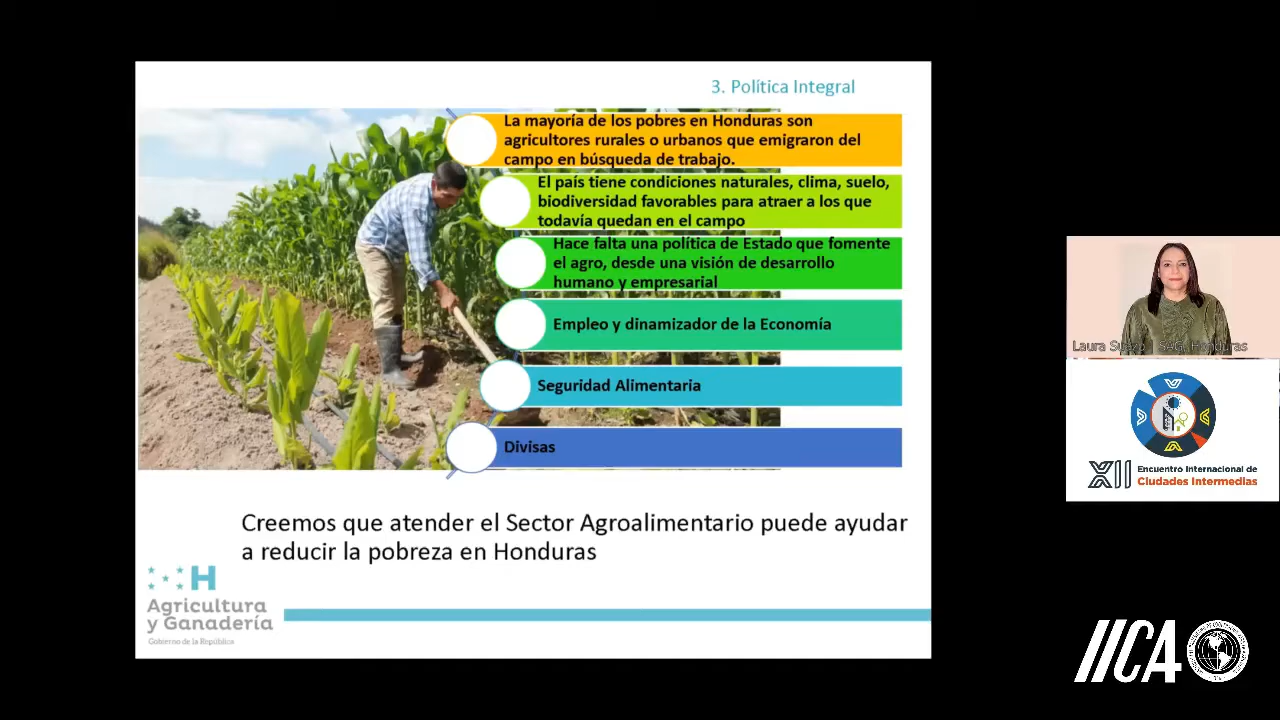 3. Política Integral
La mayoría de los pobres en Honduras son
agricultores rurales o urbanos que emigraron del
campo en búsqueda de trabajo.
El país tiene condiciones naturales, clima, suelo,
biodiversidad favorables para atraer a los que
todavía quedan en el campo
Hace falta una política de Estado que fomente
el agro, desde una visión de desarrollo
humano y empresarial
Empleo y dinamizador de la Economía
Seguridad Alimentaria
Divisas
Creemos que atender el Sector Agroalimentario puede ayudar
a reducir la pobreza en Honduras
H
Agricultura
y Ganadería
Gobierno de la República
Laura SAG, Honduras
XII
Encuentro Internacional de
Ciudades Intermedias
IICA